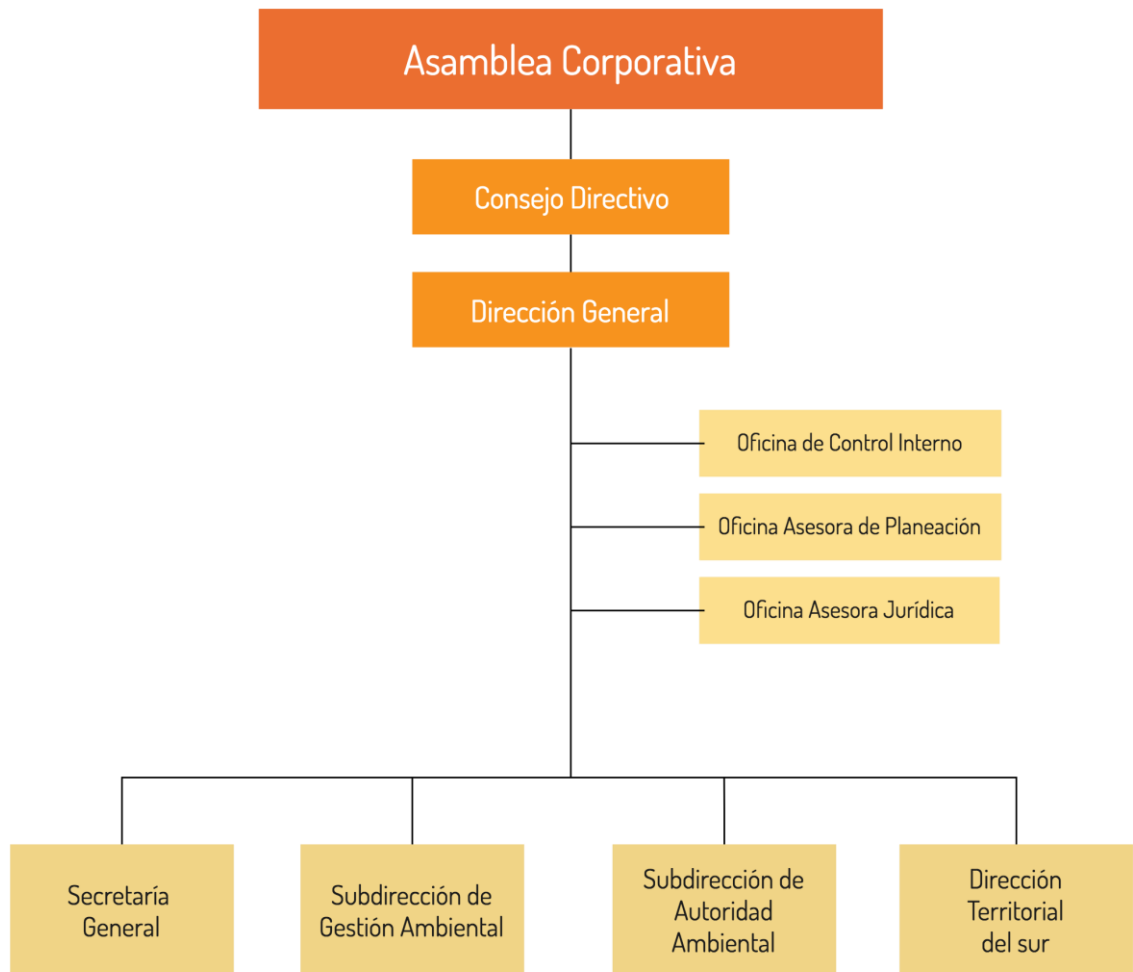 Asamblea Corporativa
Consejo Directivo
Dirección General
Oficina de Control Interno
Oficina Asesora de Planeación
Oficina Asesora Jurídica
Secretaría
General
Subdirección de
Gestión Ambiental
Subdirección de
Autoridad
Ambiental
Dirección
Territorial
del sur